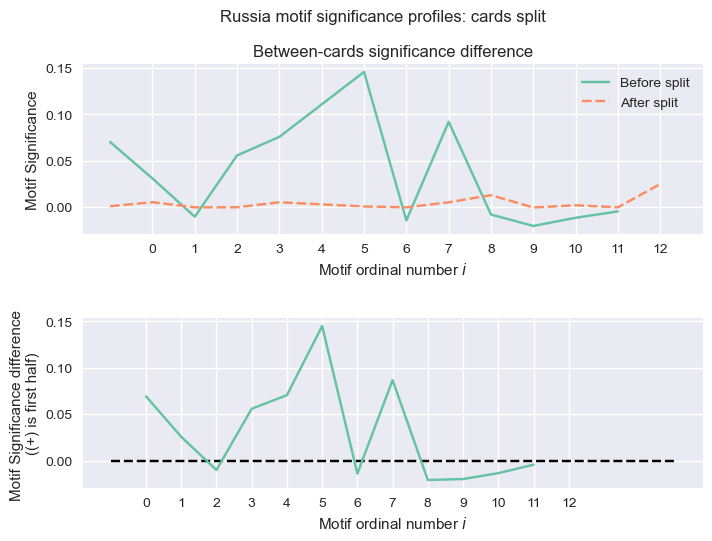 Russia motif significance profiles: cards split
Between-cards significance difference
Motif Significance
0.15
0.10
0.05
0.00
Before split
After split
0 1 2 3 4 5 6 7 8 9 10 11 12
Motif ordinal number i
Motif Significance difference
((+) is first half)
0.15
0.10
0.05
0.00
0 1 2 3 4 5 6 7 8 9 10 11 12
Motif ordinal number i